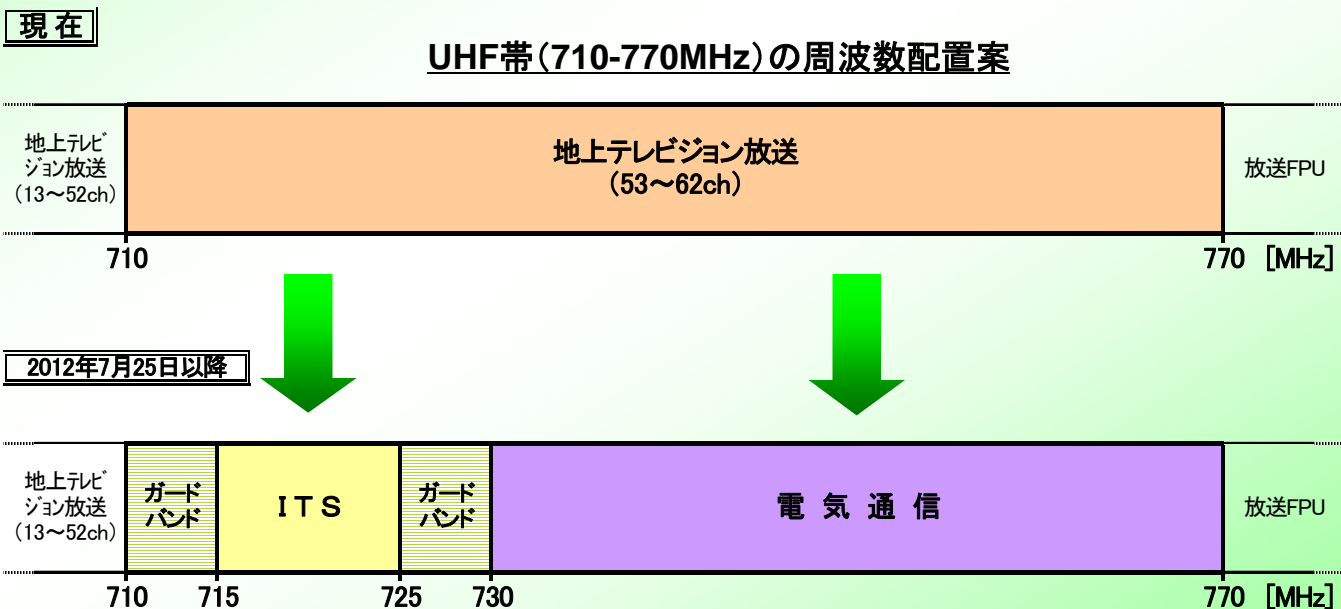 現 在
UHF帯(710-770MHz)の周波数配置案
地上ﾃﾚﾋﾞ
ｼﾞｮﾝ放送
(13～52ch)
地上テレビジョン放送
(53～62ch)
放送FPU
710
770 [MHz]
2012年7月25日以降
地上ﾃﾚﾋﾞ
ｼﾞｮﾝ放送
(13～52ch)
ガード
バンド
ＩＴＳ
ガード
バンド
電 気 通 信
放送FPU
710 715 725 730 770 [MHz]